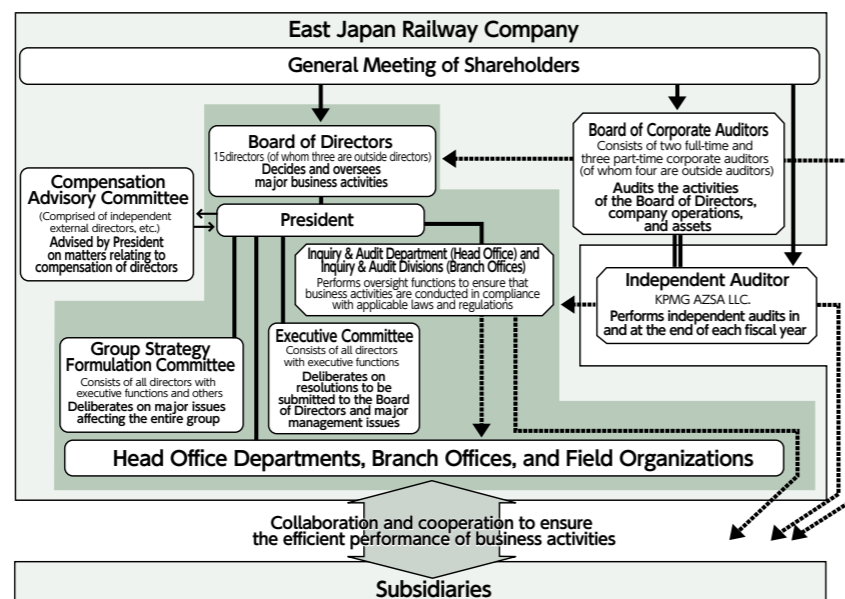 East Japan Railway Company
General Meeting of Shareholders
Board of Directors
15directors (of whom three are outside directors)
Decides and oversees
major business activities
Board of Corporate Auditors
Consists of two full-time and
three part-time corporate auditors
(of whom four are outside auditors)
Audits the activities
of the Board of Directors,
company operations,
and assets
Compensation
Advisory Committee
(Comprised of independent
external directors, etc.)
Advised by President
on matters relating to
compensation of directors
President
Inquiry & Audit Department (Head Office) and
Inquiry & Audit Divisions (Branch Offices)
Performs oversight functions to ensure that
business activities are conducted in compliance
with applicable laws and regulations
Independent Auditor
KPMG AZSA LLC.
Performs independent audits in
and at the end of each fiscal year
Group Strategy
Formulation Committee
Consists of all directors with
executive functions and others
Deliberates on major issues
affecting the entire group
Executive Committee
Consists of all directors
with executive functions
Deliberates on
resolutions to be
submitted to the Board
of Directors and major
management issues
Head Office Departments, Branch Offices, and Field Organizations
Collaboration and cooperation to ensure
the efficient performance of business activities
Subsidiaries